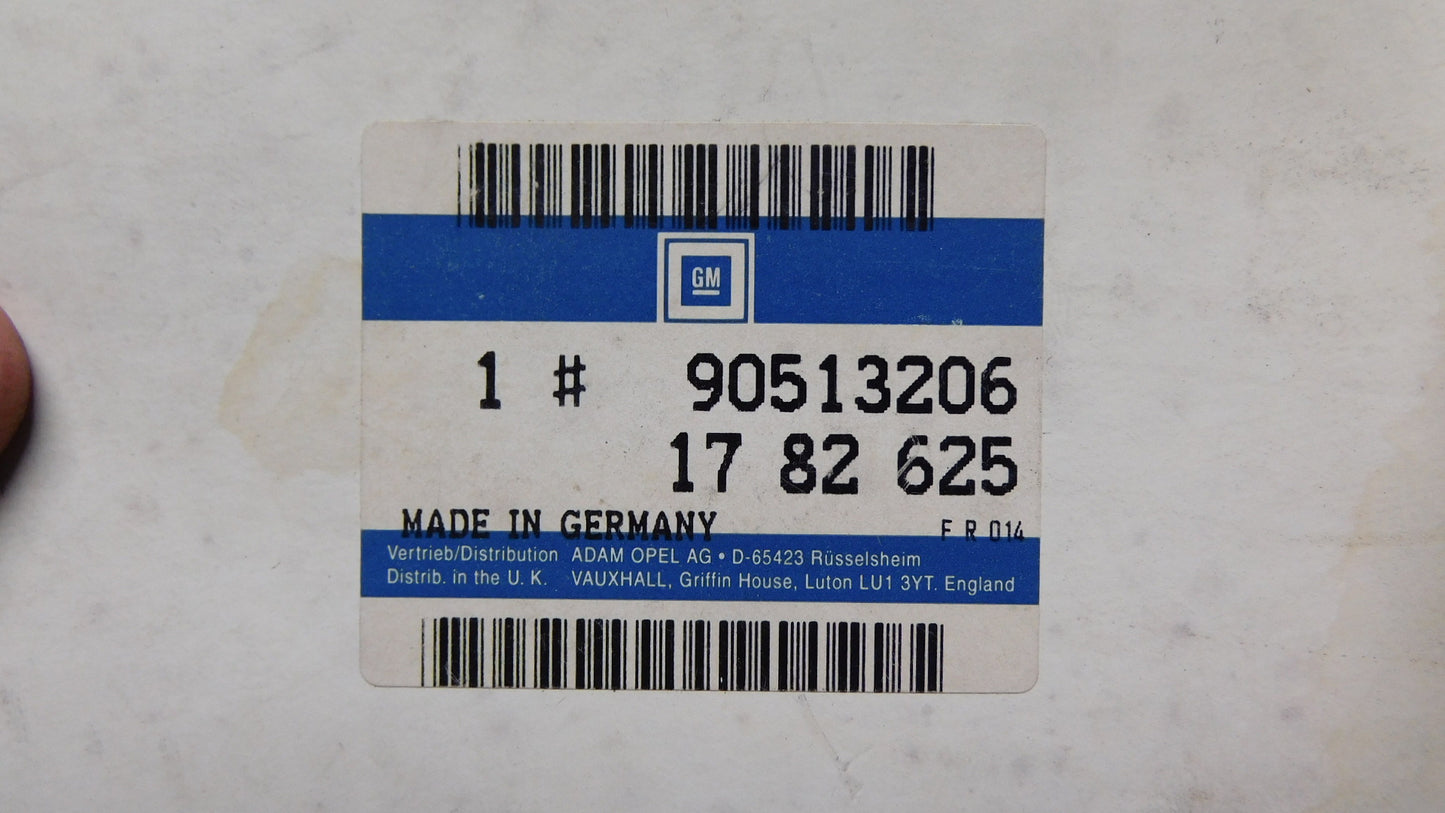 GM
1 # 90513206
17 82 625
MADE IN GERMANY F R 014
Vertrieb/Distribution ADAM OPEL AG • D-65423 Rüsselsheim
Distrib. in the U. K. VAUXHALL, Griffin House, Luton LU1 3YT. England